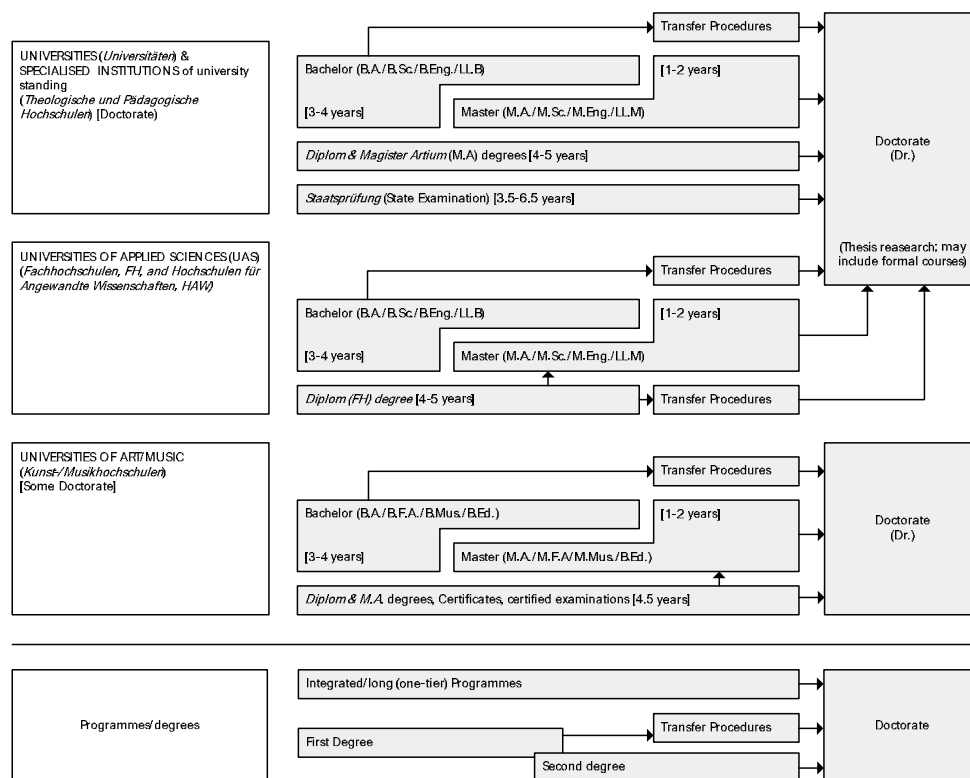 Transfer Procedures
UNIVERSITIES (Universitäten) &
SPECIALISED INSTITUTIONS of university
standing
(Theologische und Pädagogische
Hochschulen) [Doctorate)
Bachelor (B.A./B.Sc./B.Eng./LL.B)
[1-2 years]
[3-4 years]
Master (M.A./M.Sc./M.Eng./LL.M)
Doctorate
(Dr.)
Diplom & Magister Artium (M.A) degrees [4-5 years]
Staatsprüfung (State Examination) [3.5-6.5 years]
(Thesis reasearch; may
include formal courses)
UNIVERSITIES OF APPLIED SCIENCES (UAS)
(Fachhochschulen, FH, and Hochschulen für
Angewandte Wissenschaften, HAW)
Transfer Procedures
Bachelor (B.A./B.Sc./B.Eng./LL.B)
[1-2 years]
[3-4 years]
Master (M.A./M.Sc./M.Eng./LL.M)
Diplom (FH) degree [4-5 years]
Transfer Procedures
UNIVERSITIES OF ART/MUSIC
(Kunst-/Musikhochschulen)
[Some Doctorate]
Transfer Procedures
Bachelor (B.A./B.F.A./B.Mus./B.Ed.)
[1-2 years]
[3-4 years]
Master (M.A./M.F.A/M.Mus./B.Ed.)
Doctorate
(Dr.)
Diplom & M.A. degrees, Certificates, certified examinations [4.5 years]
Programmes/degrees
Integrated/long (one-tier) Programmes
Transfer Procedures
First Degree
Second degree
Doctorate